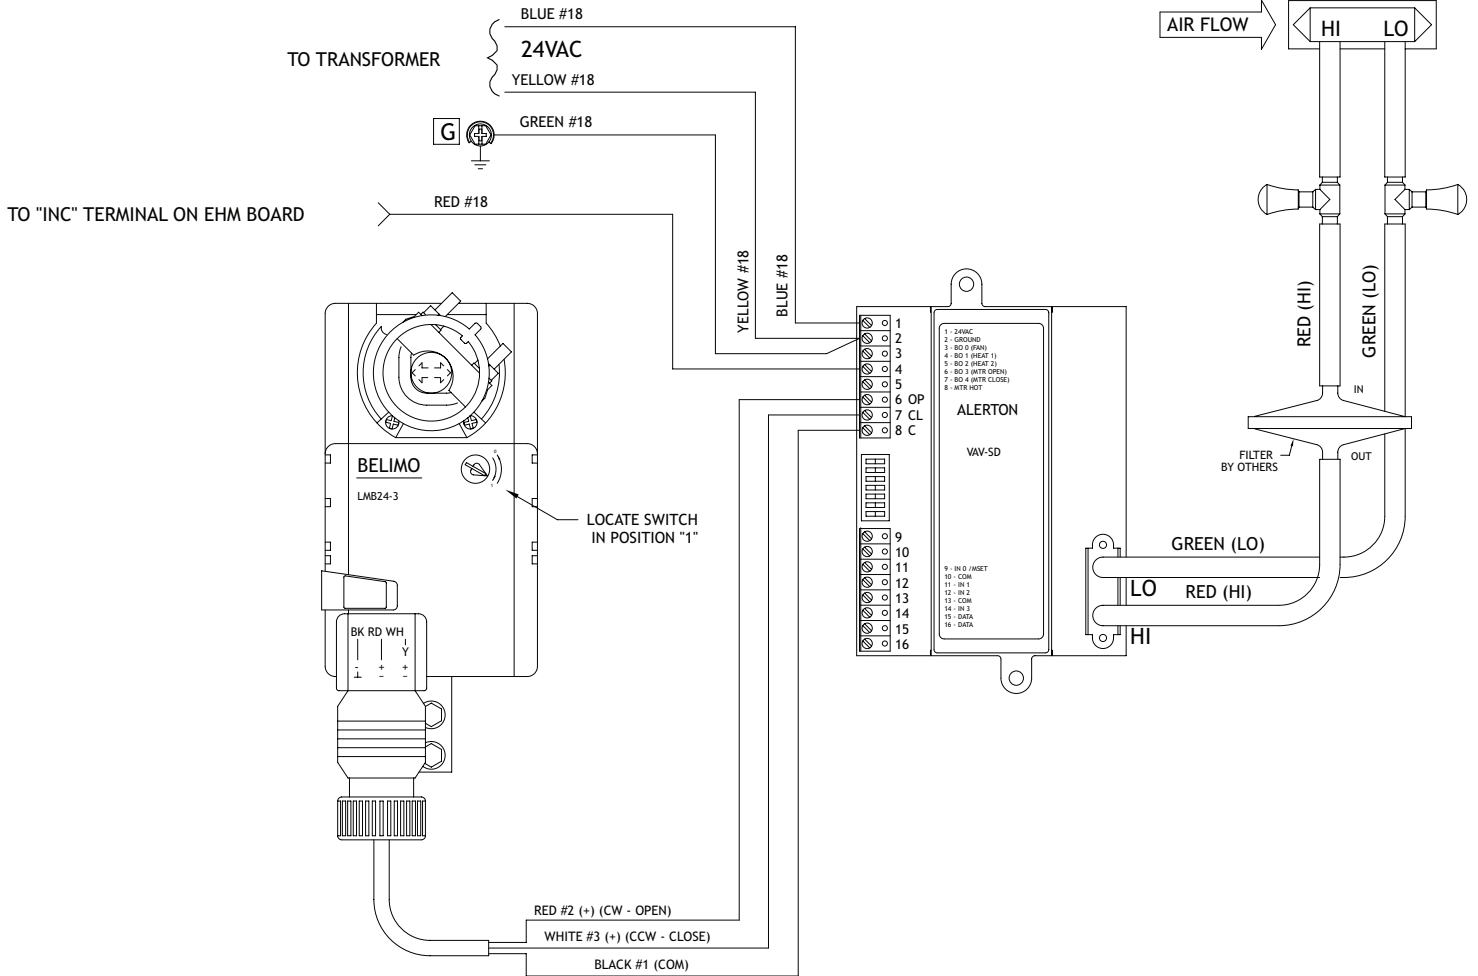 BLUE #18
AIR FLOW
HI LO
TO TRANSFORMER
24VAC
YELLOW #18
G
GREEN #18
TO "INC" TERMINAL ON EHM BOARD
RED #18
YELLOW #18
BLUE #18
RED (HI)
GREEN (LO)
1
2
3
4
5
6 OP
7 CL
8 C
1 - 24VAC
2 - GROUND
3 - BO 0 (FAN)
4 - BO 1 (HEAT 1)
5 - BO 2 (HEAT 2)
6 - BO 3 (MTR OPEN)
7 - BO 4 (MTR CLOSE)
8 - MTR HOT
ALERTON
VAV-SD
IN
FILTER
BY OTHERS
OUT
BELIMO
LMB24-3
0
1
LOCATE SWITCH
IN POSITION "1"
9
10
11
12
13
14
15
16
9 - IN 0 /MSET
10 - COM
11 - IN 1
12 - IN 2
13 - COM
14 - IN 3
15 - DATA
16 - DATA
GREEN (LO)
LO
RED (HI)
HI
BK RD WH
Y
- + +
⊥ - -
RED #2 (+) (CW - OPEN)
WHITE #3 (+) (CCW - CLOSE)
BLACK #1 (COM)